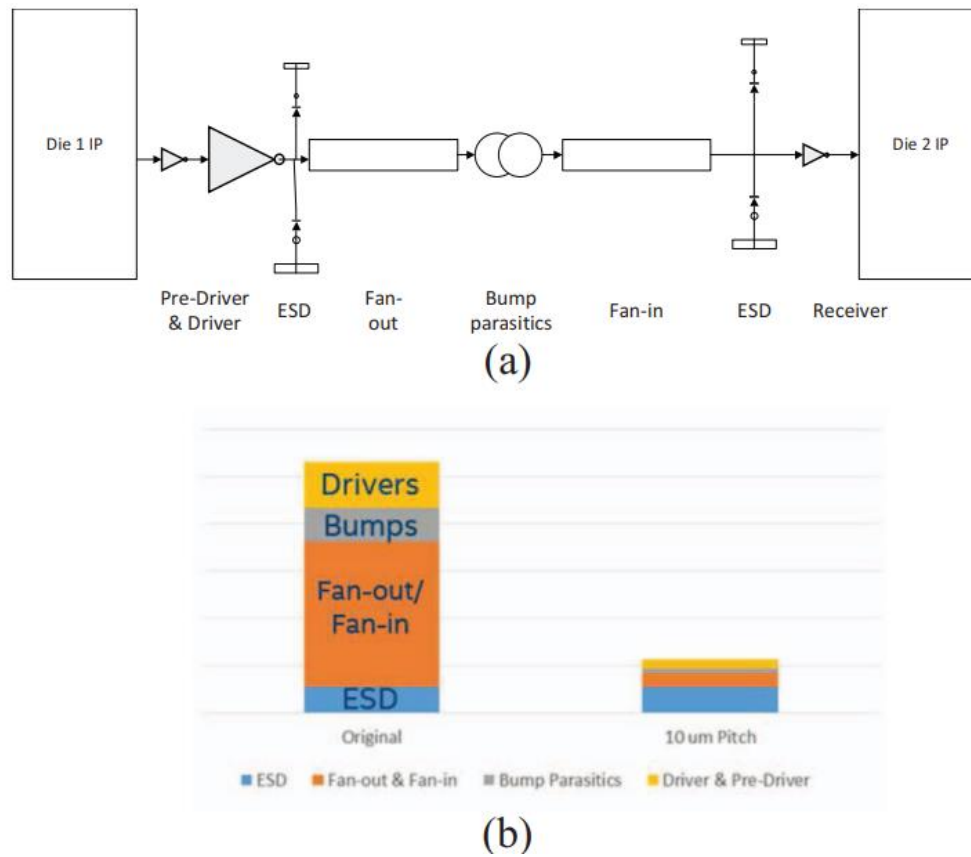 Die 1 IP
Die 2 IP
Pre-Driver
& Driver
ESD
Fan-
out
Bump
parasitics
Fan-in
ESD
Receiver
(a)
Drivers
Bumps
Fan-out/
Fan-in
ESD
Original
10 um Pitch
ESD
Fan-out & Fan-in
Bump Parasitics
Driver & Pre-Driver
(b)